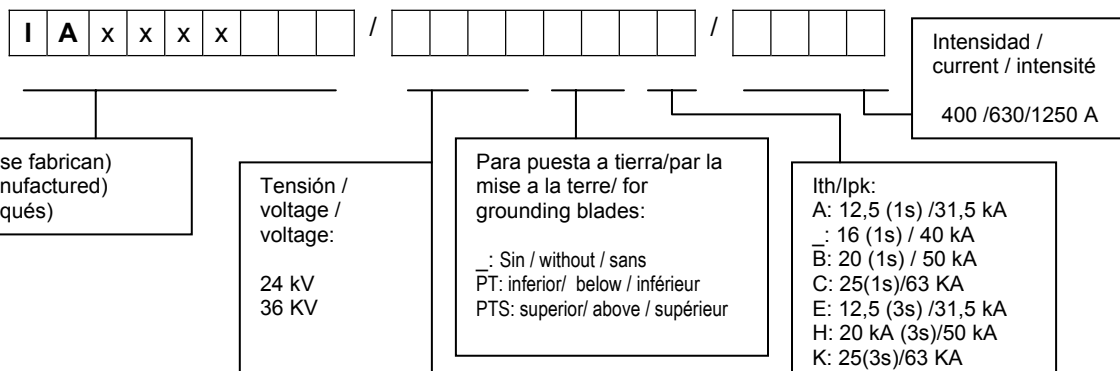 I A x x x x / /
Intensidad /
current / intensité
400 /630/1250 A
se fabrican)
nufactured)
qués)
Tensión /
voltage /
voltage:
24 kV
36 KV
Para puesta a tierra/par la
mise a la terre/ for
grounding blades:
_: Sin / without / sans
PT: inferior/ below / inférieur
PTS: superior/ above / supérieur
Ith/Ipk:
A: 12,5 (1s) /31,5 kA
_: 16 (1s) / 40 kA
B: 20 (1s) / 50 kA
C: 25(1s)/63 KA
E: 12,5 (3s) /31,5 kA
H: 20 kA (3s)/50 kA
K: 25(3s)/63 KA